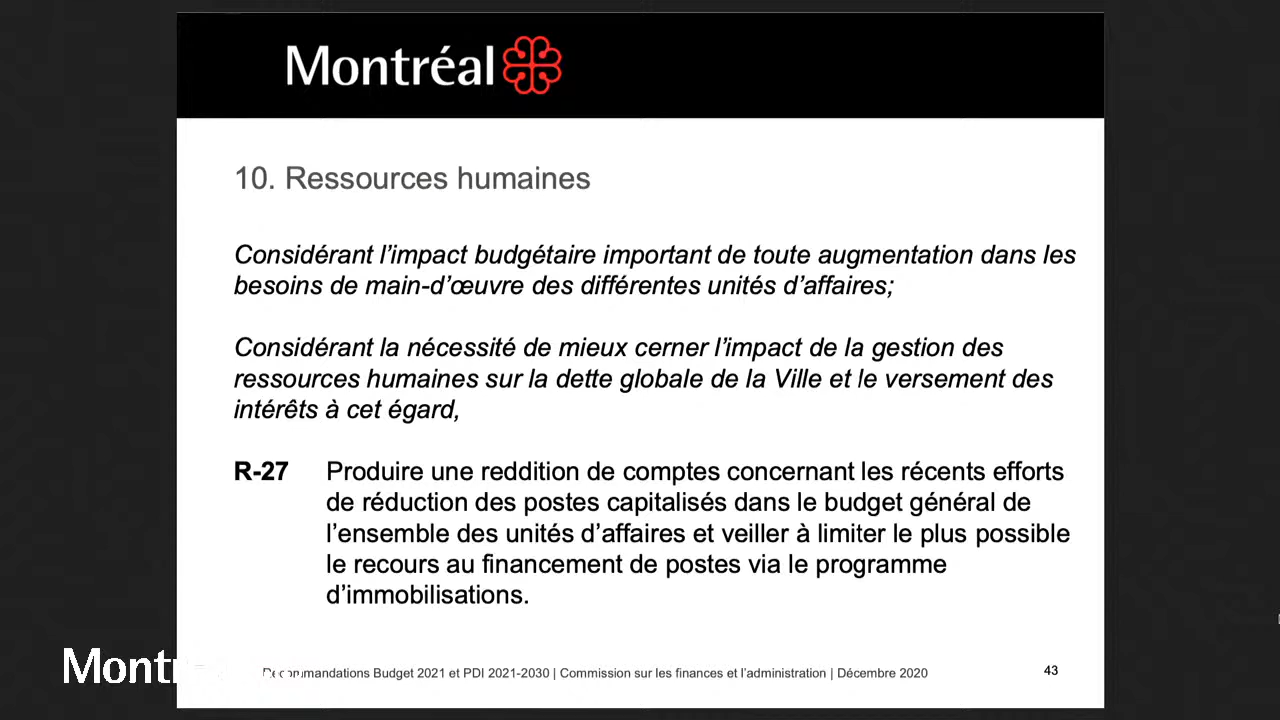 Montréal
10. Ressources humaines
Considérant l'impact budgétaire important de toute augmentation dans les
besoins de main-d'œuvre des différentes unités d'affaires;
Considérant la nécessité de mieux cerner l'impact de la gestion des
ressources humaines sur la dette globale de la Ville et le versement des
intérêts à cet égard,
R-27 Produire une reddition de comptes concernant les récents efforts
de réduction des postes capitalisés dans le budget général de
l'ensemble des unités d'affaires et veiller à limiter le plus possible
le recours au financement de postes via le programme
d'immobilisations.
Recommandations Budget 2021 et PDI 2021-2030 | Commission sur les finances et l'administration | Décembre 2020
43